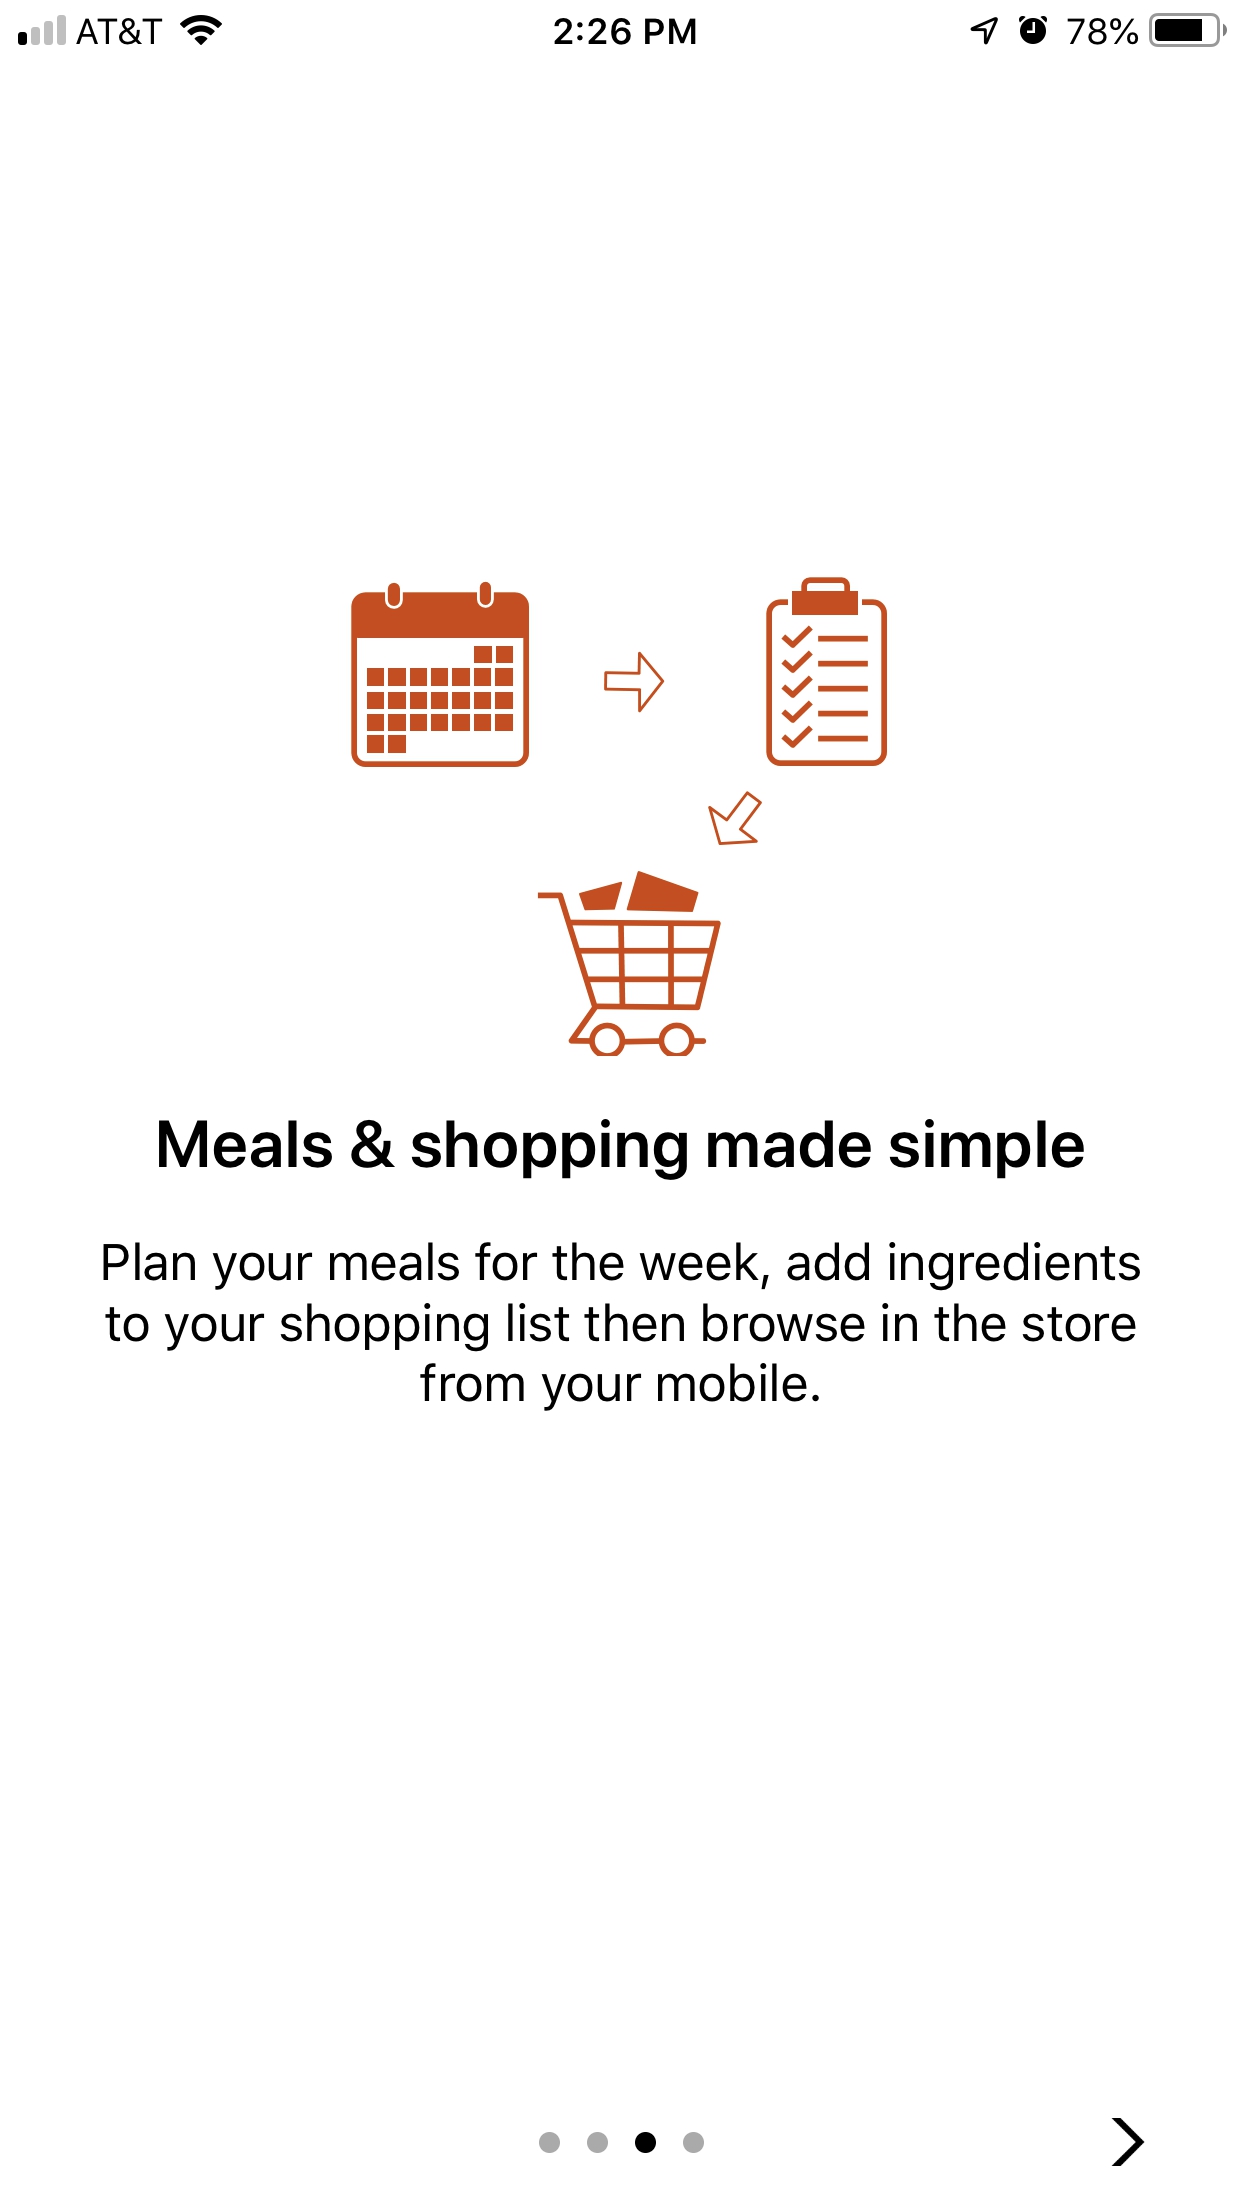 AT&T 2:26 PM 78%
Meals & shopping made simple
Plan your meals for the week, add ingredients
to your shopping list then browse in the store
from your mobile.